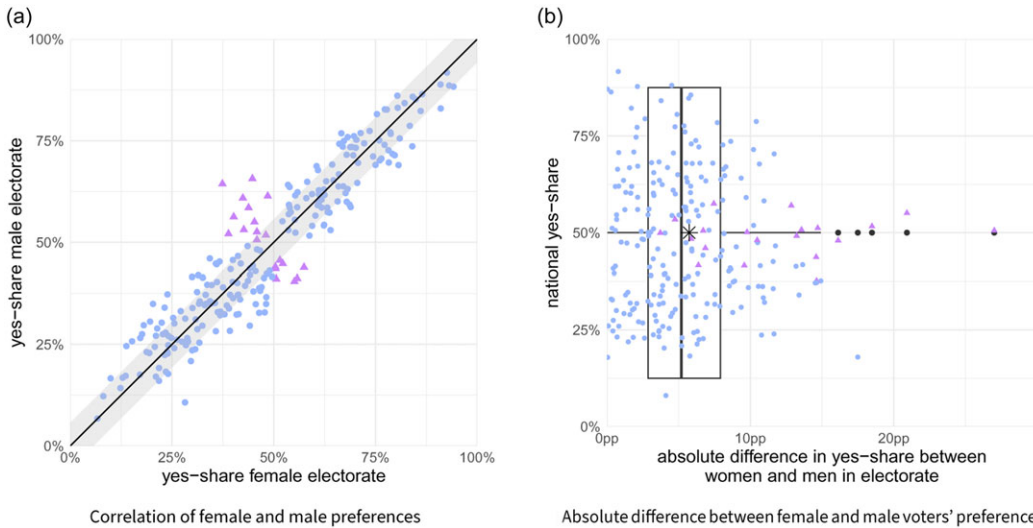 (a)
100%
75%
50%
25%
0%
yes−share male electorate
0%
25%
50%
75%
100%
yes−share female electorate
Correlation of female and male preferences
(b)
100%
75%
50%
25%
0%
national yes−share
0pp
10pp
20pp
absolute difference in yes−share between
women and men in electorate
Absolute difference between female and male voters’ preference